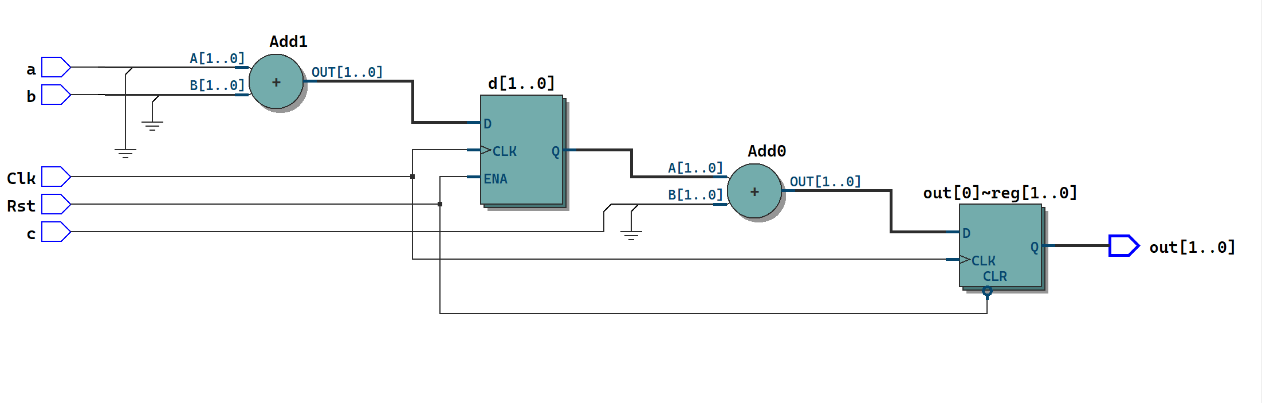 Add1
a
A[1..0]
+
OUT[1..0]
b
B[1..0]
d[1..0]
D
CLK
Q
ENA
Clk
Rst
c
Add0
A[1..0]
+
OUT[1..0]
B[1..0]
out[0]~reg[1..0]
D
Q
CLK
CLR
out[1..0]